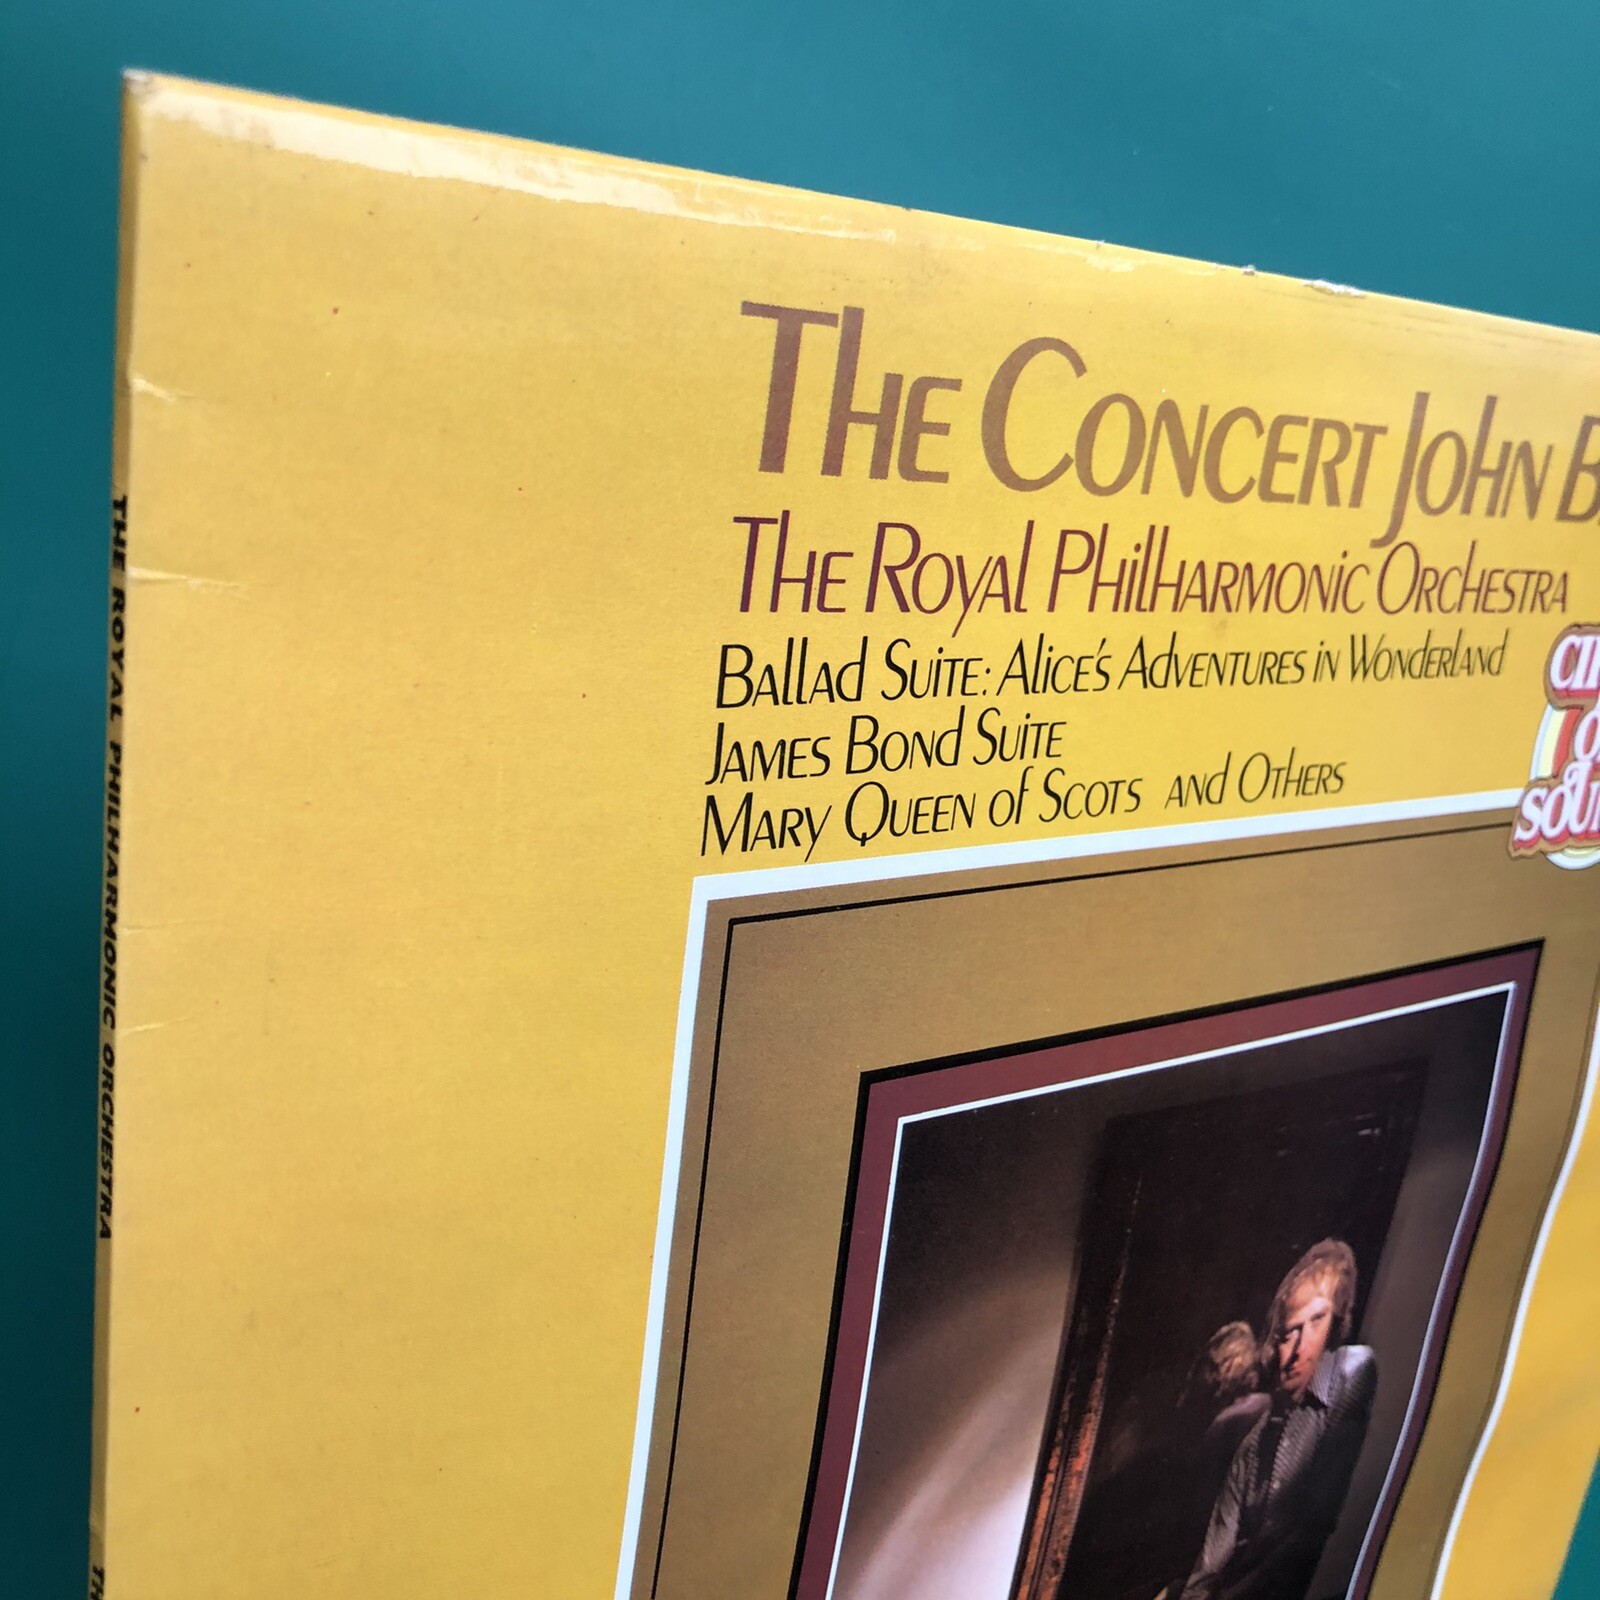 The Concert John B
The Royal Philharmonic Orchestra
Ballad Suite: Alice's Adventures in Wonderland
James Bond Suite
Mary Queen of Scots and Others
THE ROYAL PHILHARMONIC ORCHESTRA